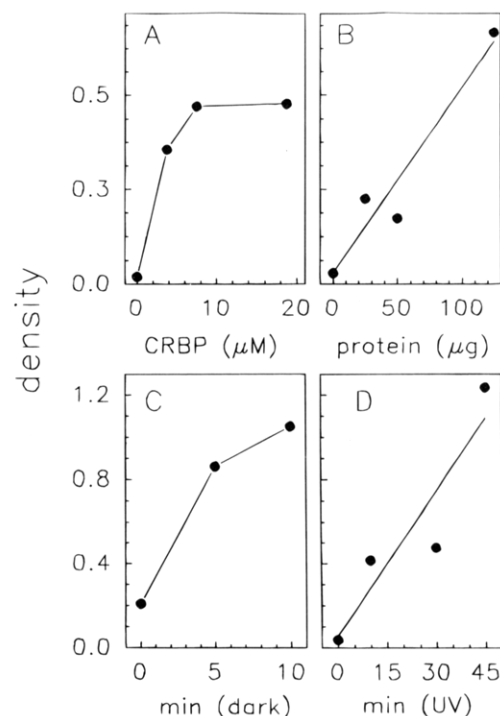 A
B
0.5
0.3
0.0
0 10 20
0 50 100
CRBP (μM)
protein (μg)
density
C
D
1.2
0.8
0.4
0.0
0 5 10
0 15 30 45
min (dark)
min (UV)